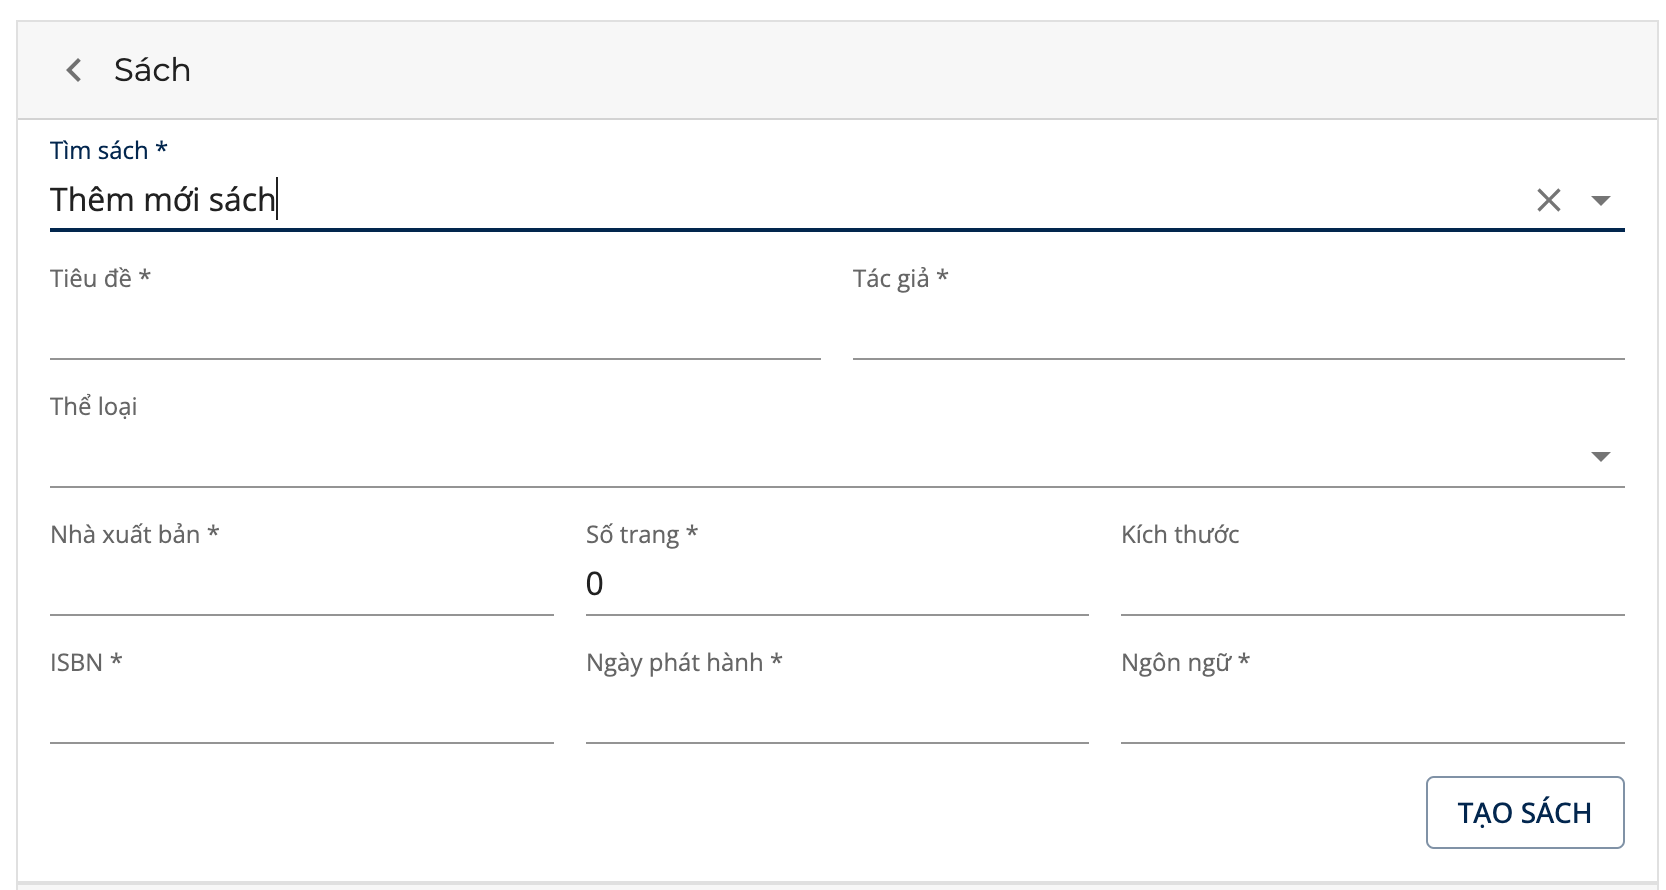 Sách
Tìm sách *
Thêm mới sách
Tiêu đề *
Tác giả *
Thể loại
Nhà xuất bản *
Số trang *
Kích thước
0
ISBN *
Ngày phát hành *
Ngôn ngữ *
TẠO SÁCH